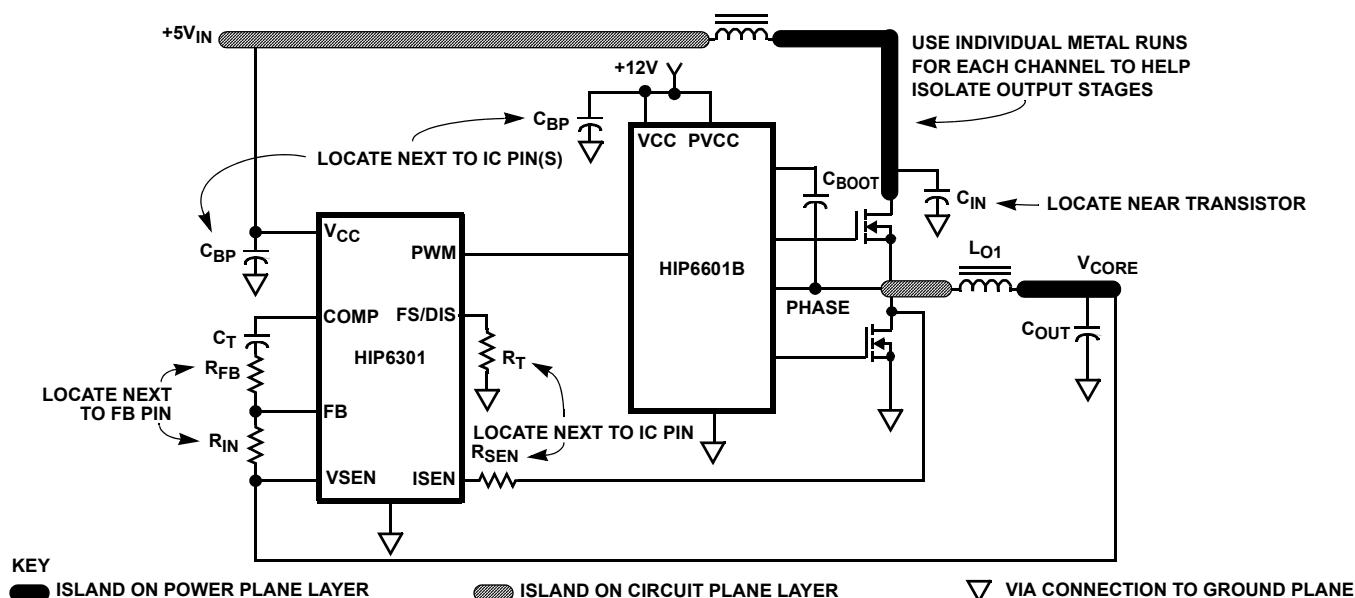 +5VIN
USE INDIVIDUAL METAL RUNS
FOR EACH CHANNEL TO HELP
ISOLATE OUTPUT STAGES
+12V
CBP
VCC PVCC
LOCATE NEXT TO IC PIN(S)
CBOOT
CIN
LOCATE NEAR TRANSISTOR
VCC
CBP
PWM
HIP6601B
LO1
VCORE
PHASE
COMP
FS/DIS
COUT
CT
HIP6301
RT
RFB
LOCATE NEXT
TO FB PIN
FB
RIN
LOCATE NEXT TO IC PIN
RSEN
VSEN
ISEN
KEY
ISLAND ON POWER PLANE LAYER
ISLAND ON CIRCUIT PLANE LAYER
VIA CONNECTION TO GROUND PLANE